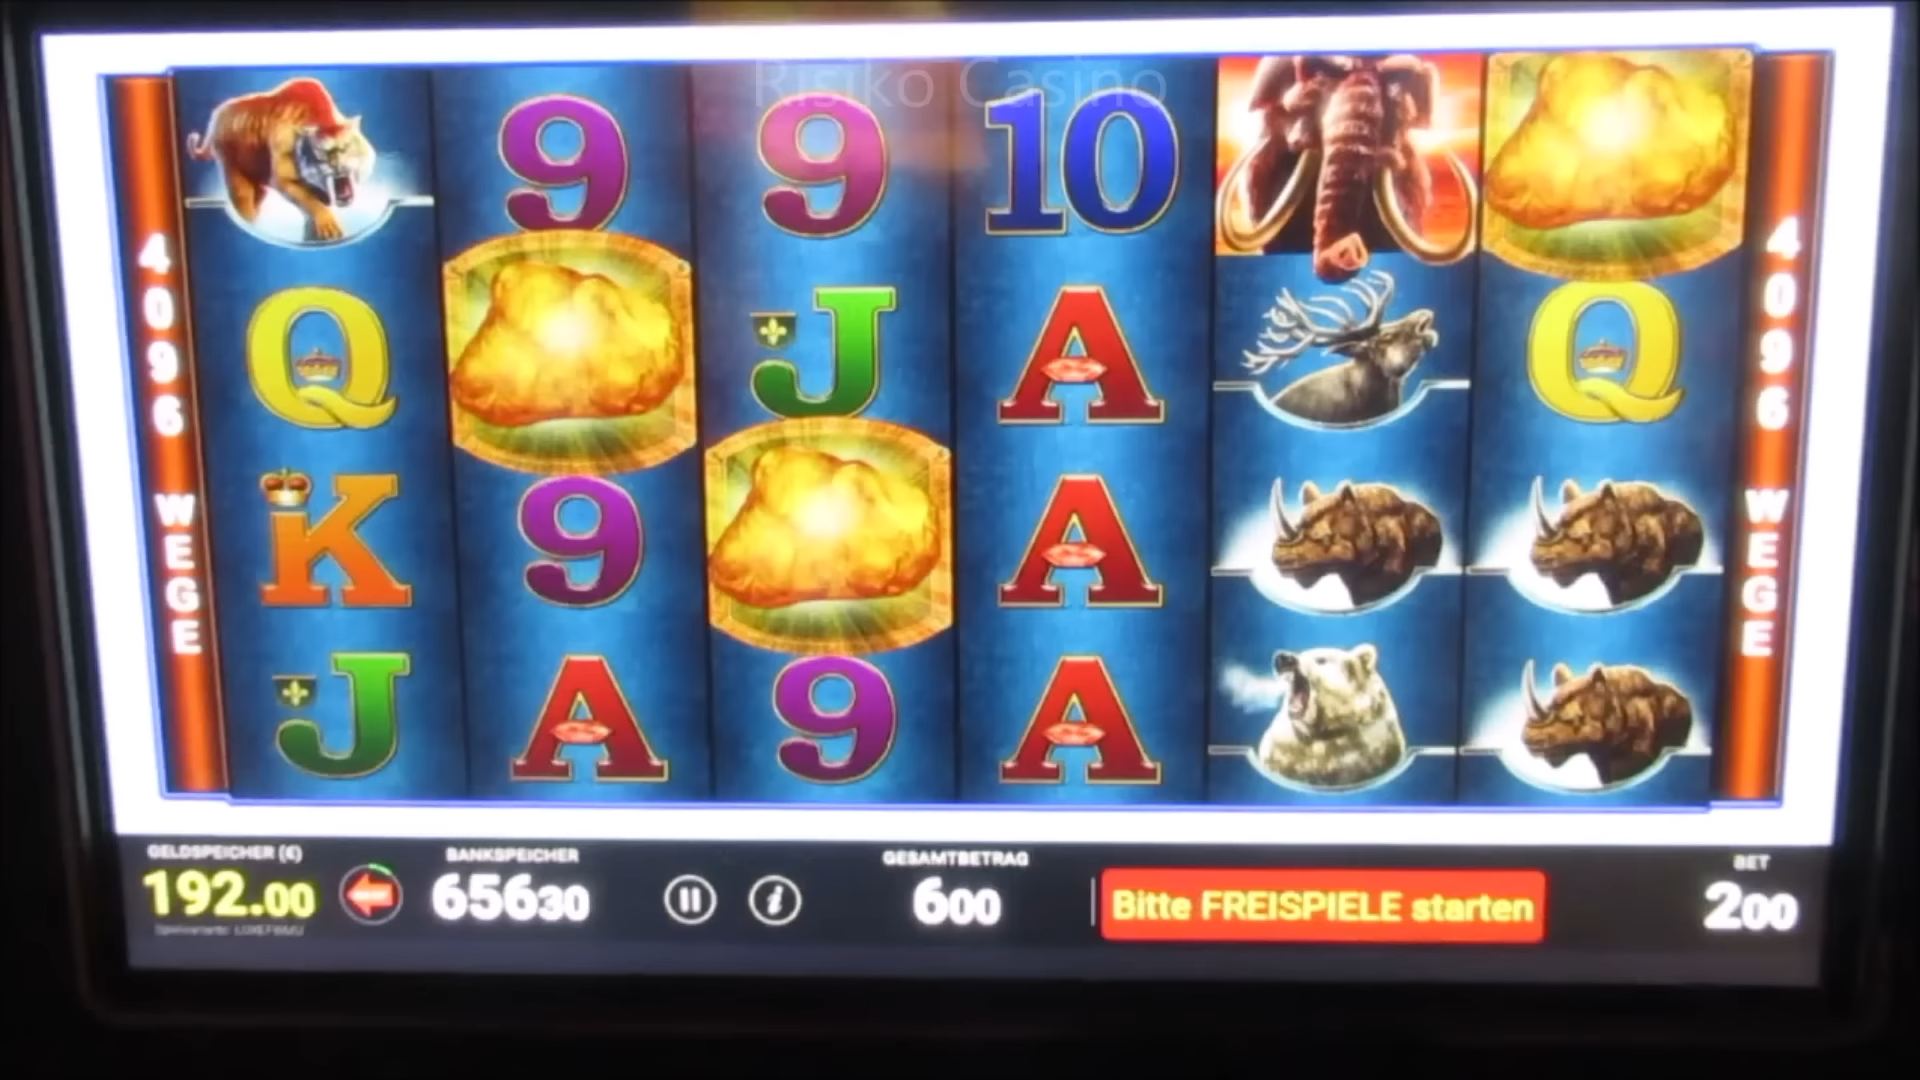 Risiko Casino
9 9 10
Q J A Q
K 9 A
J A 9 A
4096 WEGE
4096 WEGE
GELDSPEICHER (€)
192.00
BANKSPEICHER
65630
GESAMTBETRAG
600
Bitte FREISPIELE starten
BET
200